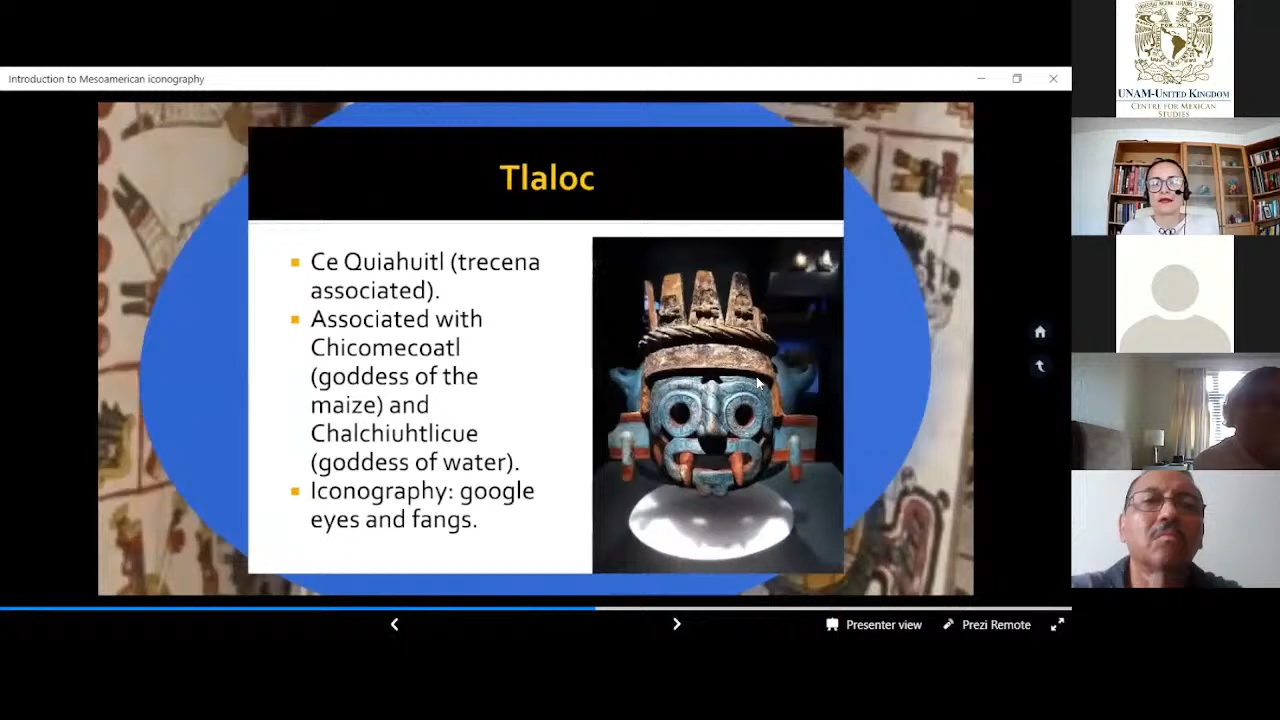 Introduction to Mesoamerican iconography
Tlaloc
Ce Quiahuitl (trecena
associated).
Associated with
Chicomecoatl
(goddess of the
maize) and
Chalchiuhtlicue
(goddess of water).
Iconography: google
eyes and fangs.
Presenter view
Prezi Remote
UNAM-United Kingdom
Centre for Mexican
Studies